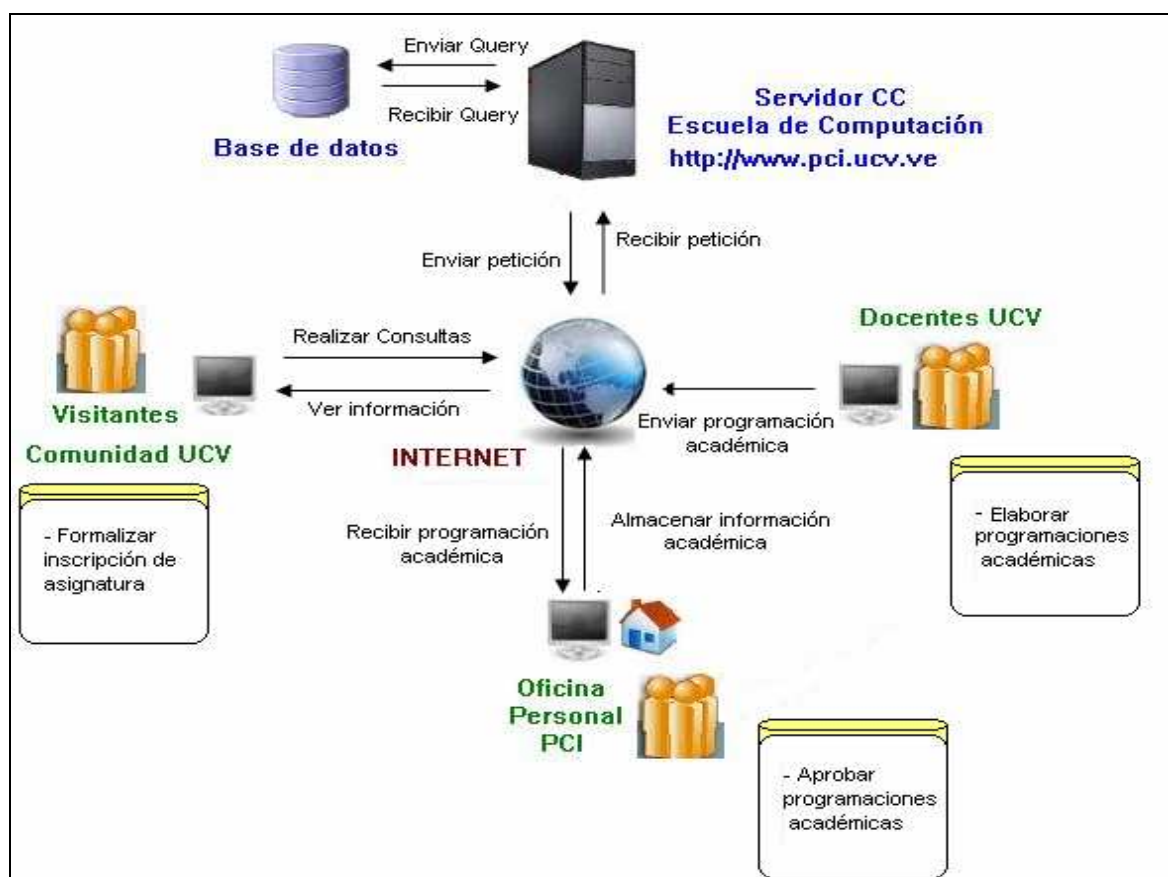 Enviar Query
Recibir Query
Base de datos
Servidor CC
Escuela de Computación
http://www.pci.ucv.ve
Enviar petición
Recibir petición
Realizar Consultas
Ver información
Visitantes
Comunidad UCV
INTERNET
Docentes UCV
Enviar programación
académica
- Formalizar
inscripción de
asignatura
Recibir programación
académica
Almacenar información
académica
- Elaborar
programaciones
académicas
Oficina
Personal
PCI
- Aprobar
programaciones
académicas